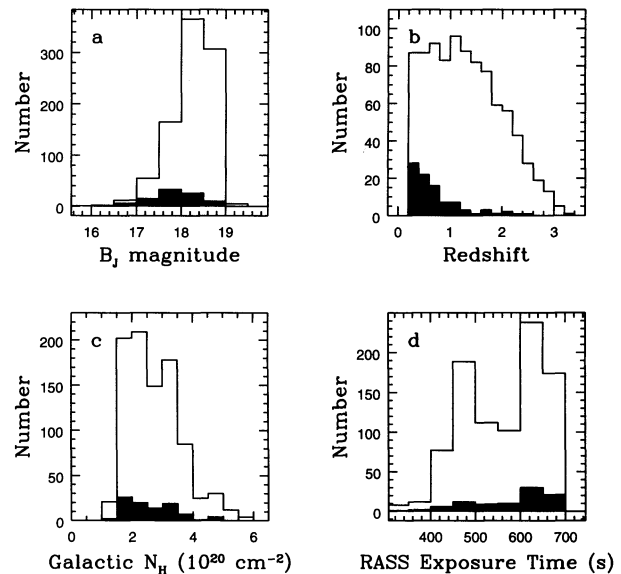 a
b
Number
300
200
100
0
16 17 18 19
B_J magnitude
Number
100
80
60
40
20
0
0 1 2 3
Redshift
c
d
Number
200
150
100
50
0
0 2 4 6
Galactic N_H (10^20 cm^-2)
Number
200
150
100
50
0
400 500 600 700
RASS Exposure Time (s)